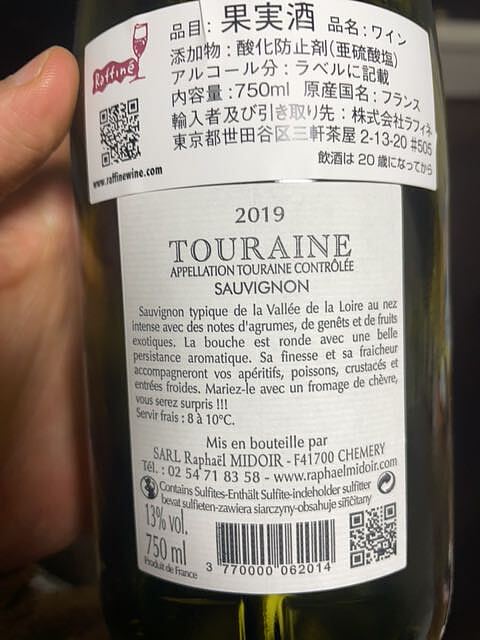 Raffiné
www.raffinewine.com
品目：果実酒 品名：ワイン
添加物：酸化防止剤(亜硫酸塩)
アルコール分：ラベルに記載
内容量：750ml 原産国名：フランス
輸入者及び引き取り先：株式会社ラフィネ
東京都世田谷区三軒茶屋 2-13-20 #505
飲酒は 20 歳になってから
2019
TOURAINE
APPELLATION TOURAINE CONTRÔLÉE
SAUVIGNON
Sauvignon typique de la Vallée de la Loire au nez
intense avec des notes d'agrumes, de genêts et de fruits
exotiques. La bouche est ronde avec une belle
persistance aromatique. Sa finesse et sa fraicheur
accompagneront vos apéritifs, poissons, crustacés et
entrées froides. Mariez-le avec un fromage de chèvre,
vous serez surpris !!!
Servir frais : 8 à 10°C.
Mis en bouteille par
SARL Raphaël MIDOIR - F41700 CHEMERY
Tél. : 02 54 71 83 58 - www.raphaelmidoir.com
Contains Sulfites-Enthält Sulfite-indeholder sulfitter
bevat sulfieten-zawiera siarczyny-obsahuje siřičitany
13% vol.
750 ml
Produit de France
3 770000 062014